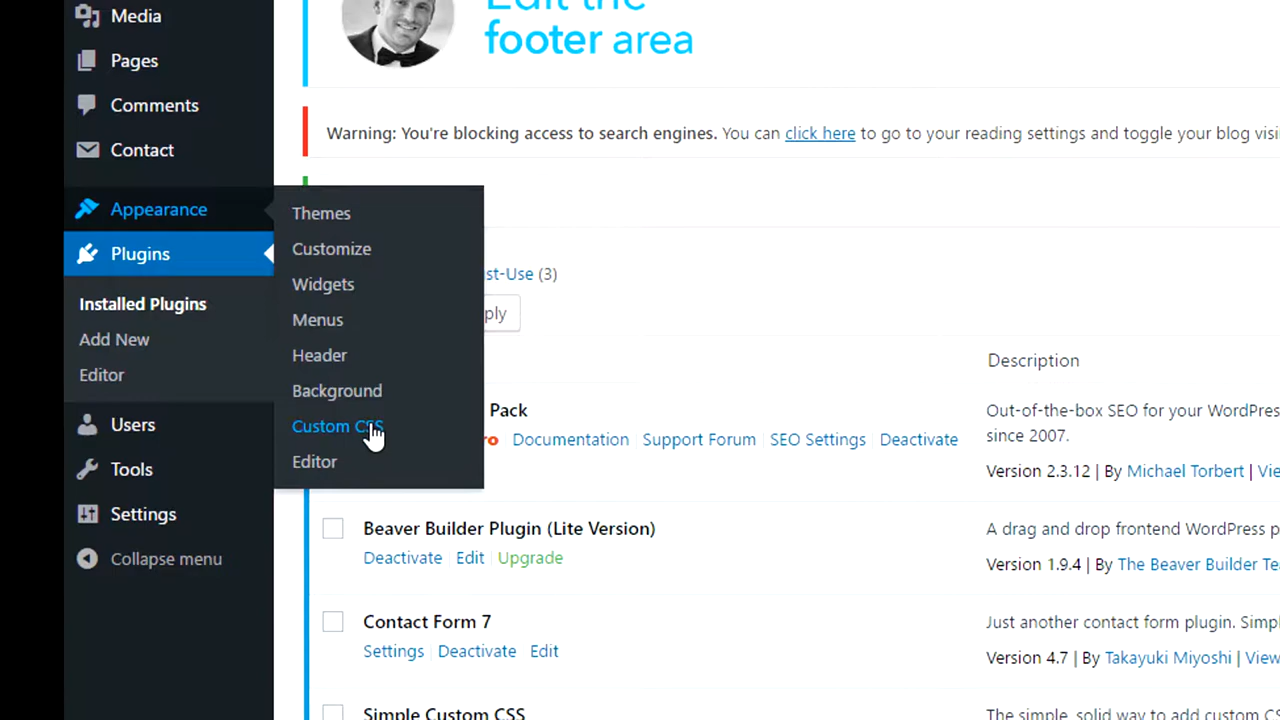 Media
Pages
Comments
Contact
Appearance
Plugins
Installed Plugins
Add New
Editor
Users
Tools
Settings
Collapse menu
Themes
Customize
Widgets
Menus
Header
Background
Custom CSS
Editor
Edit the
footer area
Warning: You're blocking access to search engines. You can click here to go to your reading settings and toggle your blog visi
st-Use (3)
ply
Description
Pack
ro Documentation | Support Forum | SEO Settings | Deactivate
Out-of-the-box SEO for your WordPress
since 2007.
Version 2.3.12 | By Michael Torbert | Vie
Beaver Builder Plugin (Lite Version)
Deactivate | Edit | Upgrade
A drag and drop frontend WordPress p
Version 1.9.4 | By The Beaver Builder Te
Contact Form 7
Settings | Deactivate | Edit
Just another contact form plugin. Simpl
Version 4.7 | By Takayuki Miyoshi | View
Simple Custom CSS
The simple, solid way to add custom CS